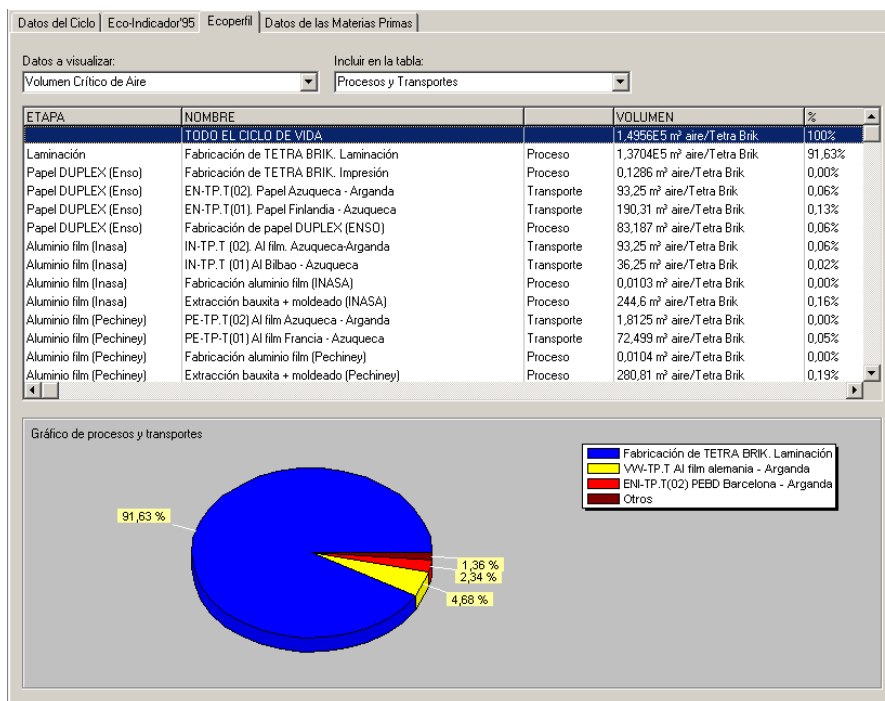 Datos del Ciclo | Eco-Indicador'95 | Ecoperfil | Datos de las Materias Primas
Datos a visualizar: Incluir en la tabla:
Volumen Crítico de Aire Procesos y Transportes
ETAPA NOMBRE VOLUMEN %
TODO EL CICLO DE VIDA 1,4956E5 m³ aire/Tetra Brik 100%
Laminación Fabricación de TETRA BRIK. Laminación Proceso 1,3704E5 m³ aire/Tetra Brik 91,63%
Papel DUPLEX (Enso) Fabricación de TETRA BRIK. Impresión Proceso 0,1286 m³ aire/Tetra Brik 0,00%
Papel DUPLEX (Enso) EN-TP.T(02). Papel Azuqueca - Arganda Transporte 93,25 m³ aire/Tetra Brik 0,06%
Papel DUPLEX (Enso) EN-TP.T(01). Papel Finlandia - Azuqueca Transporte 190,31 m³ aire/Tetra Brik 0,13%
Papel DUPLEX (Enso) Fabricación de papel DUPLEX (ENSO) Proceso 83,187 m³ aire/Tetra Brik 0,06%
Aluminio film (Inasa) IN-TP.T (02). Al film. Azuqueca-Arganda Transporte 93,25 m³ aire/Tetra Brik 0,06%
Aluminio film (Inasa) IN-TP.T (01) Al Bilbao - Azuqueca Transporte 36,25 m³ aire/Tetra Brik 0,02%
Aluminio film (Inasa) Fabricación aluminio film (INASA) Proceso 0,0103 m³ aire/Tetra Brik 0,00%
Aluminio film (Inasa) Extracción bauxita + moldeado (INASA) Proceso 244,6 m³ aire/Tetra Brik 0,16%
Aluminio film (Pechiney) PE-TP.T(02) Al film Azuqueca - Arganda Transporte 1,8125 m³ aire/Tetra Brik 0,00%
Aluminio film (Pechiney) PE-TP-T(01) Al film Francia - Azuqueca Transporte 72,499 m³ aire/Tetra Brik 0,05%
Aluminio film (Pechiney) Fabricación aluminio film (Pechiney) Proceso 0,0104 m³ aire/Tetra Brik 0,00%
Aluminio film (Pechiney) Extracción bauxita + moldeado (Pechiney) Proceso 280,81 m³ aire/Tetra Brik 0,19%
Gráfico de procesos y transportes
Fabricación de TETRA BRIK. Laminación
VW-TP.T Al film alemania - Arganda
ENI-TP.T(02) PEBD Barcelona - Arganda
Otros
91,63 %
1,36 %
2,34 %
4,68 %